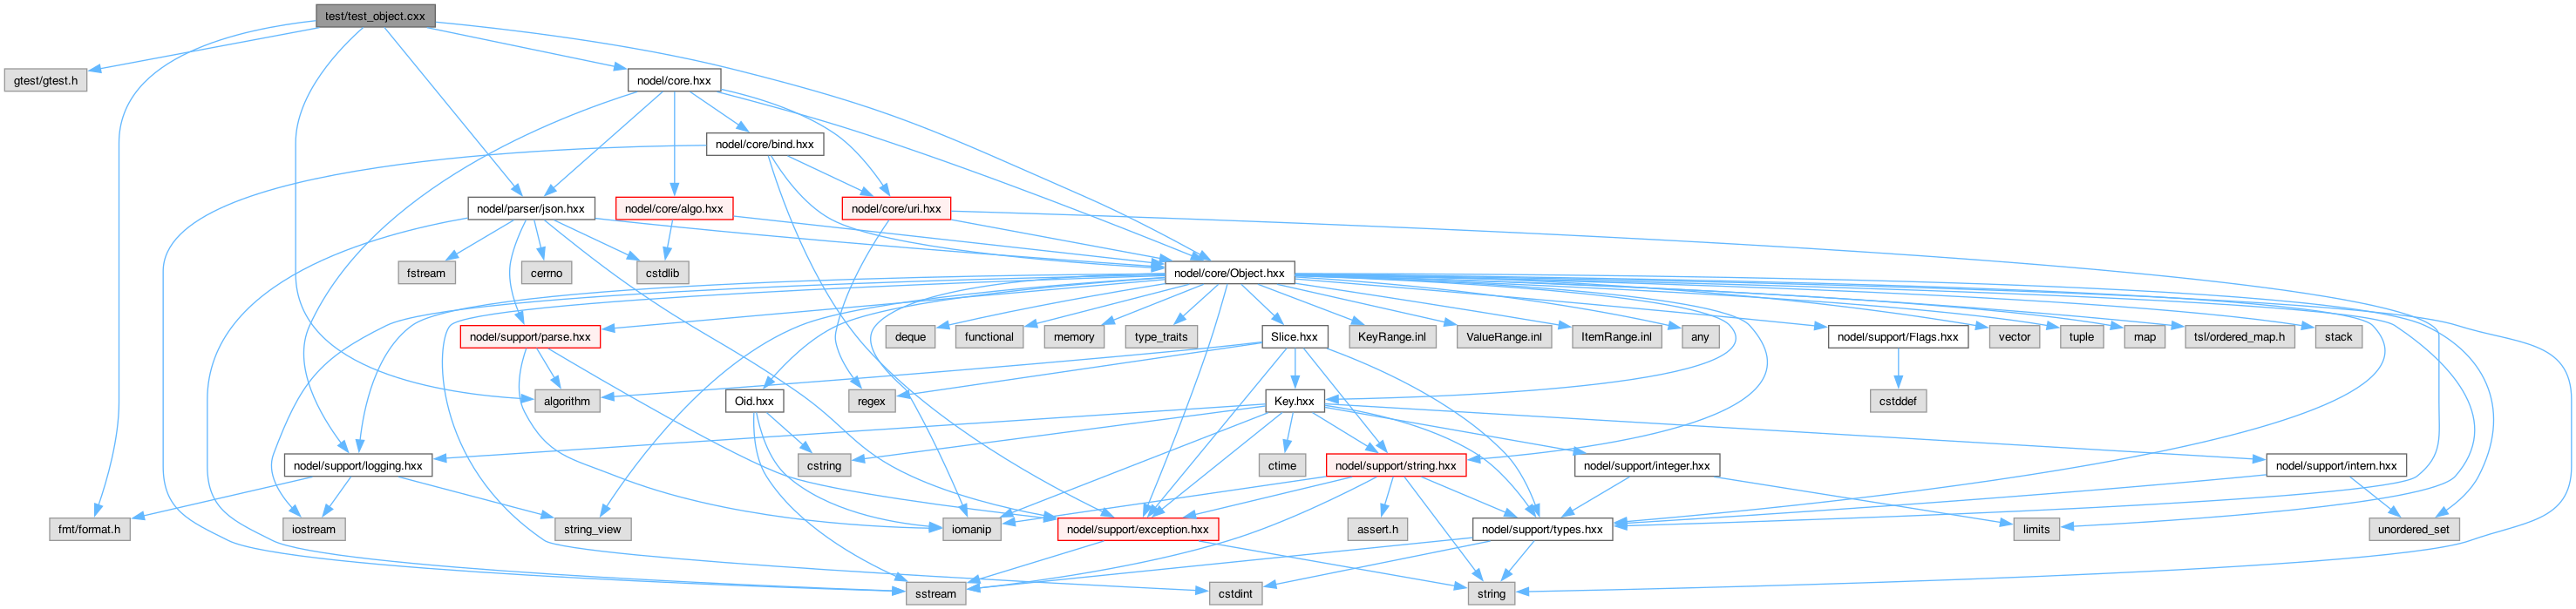 test/test_object.cxx
gtest/gtest.h
nodel/core.hxx
nodel/core/bind.hxx
nodel/parser/json.hxx
nodel/core/algo.hxx
nodel/core/uri.hxx
fstream
cerrno
cstdlib
nodel/core/Object.hxx
nodel/support/parse.hxx
deque
functional
memory
type_traits
Slice.hxx
KeyRange.inl
ValueRange.inl
ItemRange.inl
any
nodel/support/Flags.hxx
vector
tuple
map
tsl/ordered_map.h
stack
algorithm
Oid.hxx
regex
Key.hxx
cstddef
nodel/support/logging.hxx
cstring
ctime
nodel/support/string.hxx
nodel/support/integer.hxx
nodel/support/intern.hxx
fmt/format.h
iostream
string_view
iomanip
nodel/support/exception.hxx
assert.h
nodel/support/types.hxx
limits
unordered_set
sstream
cstdint
string